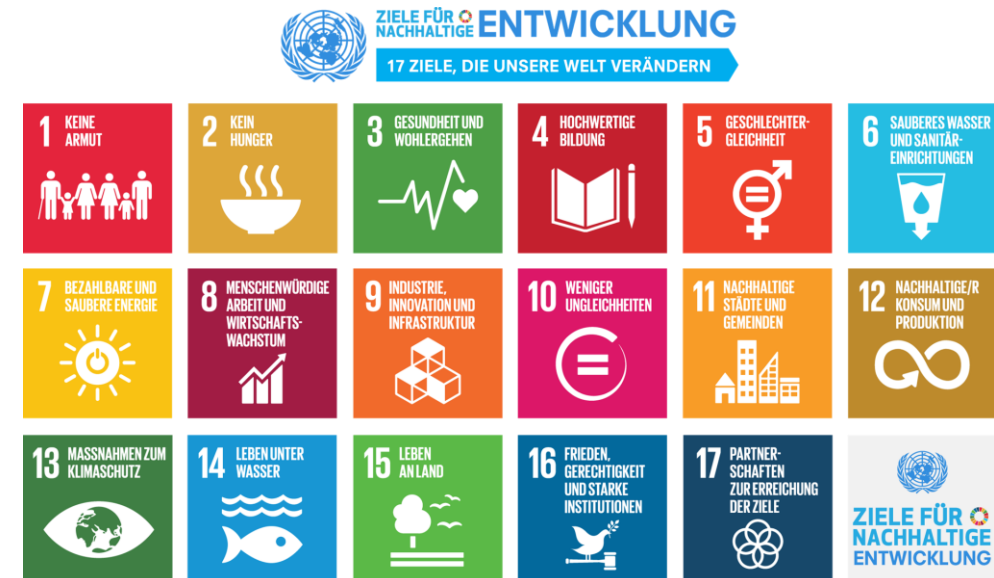 ZIELE FÜR
NACHHALTIGE ENTWICKLUNG
17 ZIELE, DIE UNSERE WELT VERÄNDERN
1 KEINE
ARMUT
2 KEIN
HUNGER
3 GESUNDHEIT UND
WOHLERGEHEN
4 HOCHWERTIGE
BILDUNG
5 GESCHLECHTER-
GLEICHHEIT
6 SAUBERES WASSER
UND SANITÄR-
EINRICHTUNGEN
7 BEZAHLBARE UND
SAUBERE ENERGIE
8 MENSCHENWÜRDIGE
ARBEIT UND
WIRTSCHAFTS-
WACHSTUM
9 INDUSTRIE,
INNOVATION UND
INFRASTRUKTUR
10 WENIGER
UNGLEICHHEITEN
11 NACHHALTIGE
STÄDTE UND
GEMEINDEN
12 NACHHALTIGE/R
KONSUM UND
PRODUKTION
13 MASSNAHMEN ZUM
KLIMASCHUTZ
14 LEBEN UNTER
WASSER
15 LEBEN
AN LAND
16 FRIEDEN,
GERECHTIGKEIT
UND STARKE
INSTITUTIONEN
17 PARTNER-
SCHAFTEN
ZUR ERREICHUNG
DER ZIELE
ZIELE FÜR
NACHHALTIGE
ENTWICKLUNG